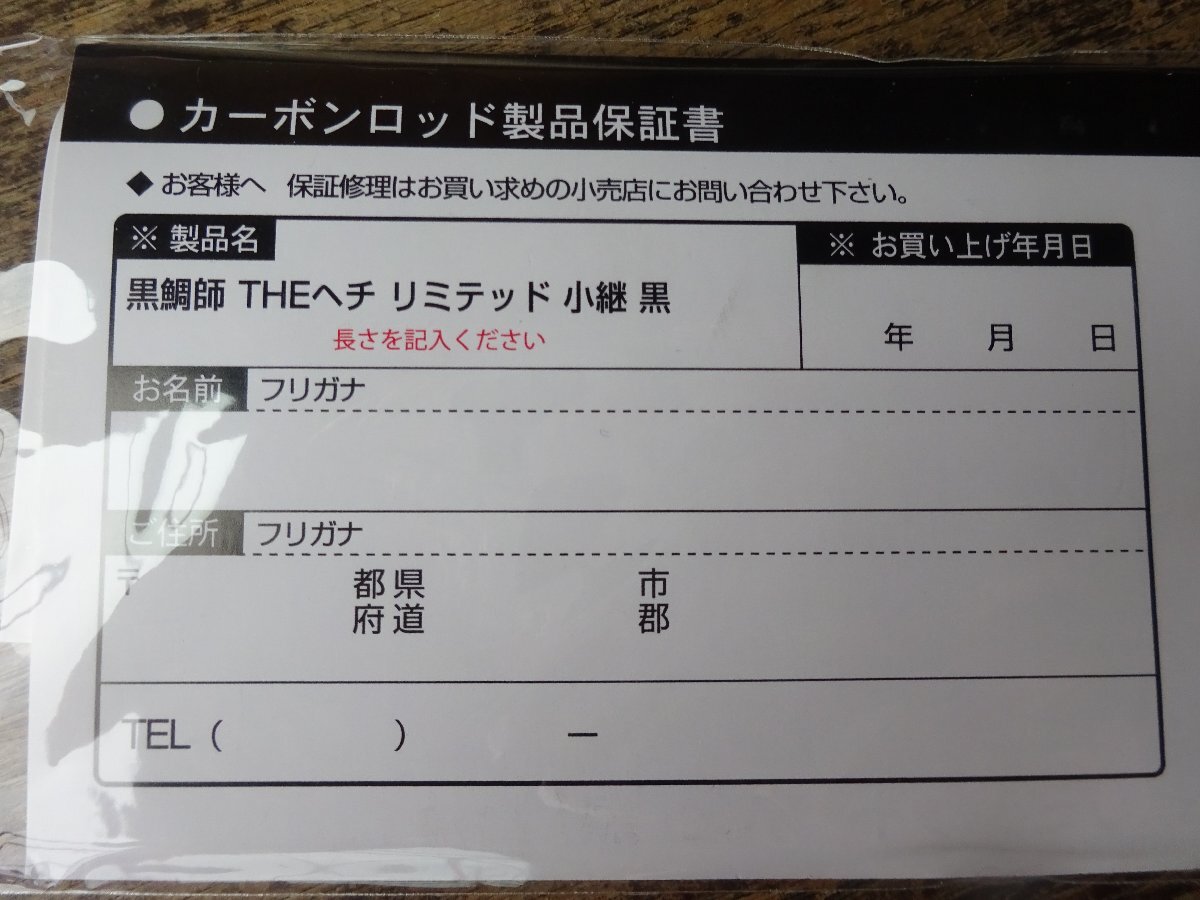 ● カーボンロッド製品保証書
◆ お客様へ 保証修理はお買い求めの小売店にお問い合わせ下さい。
※ 製品名
※ お買い上げ年月日
黒鯛師 THEヘチ リミテッド 小継 黒
長さを記入ください
年 月 日
お名前 フリガナ
ご住所 フリガナ
〒 都 県 市
府 道 郡
TEL ( ) ー